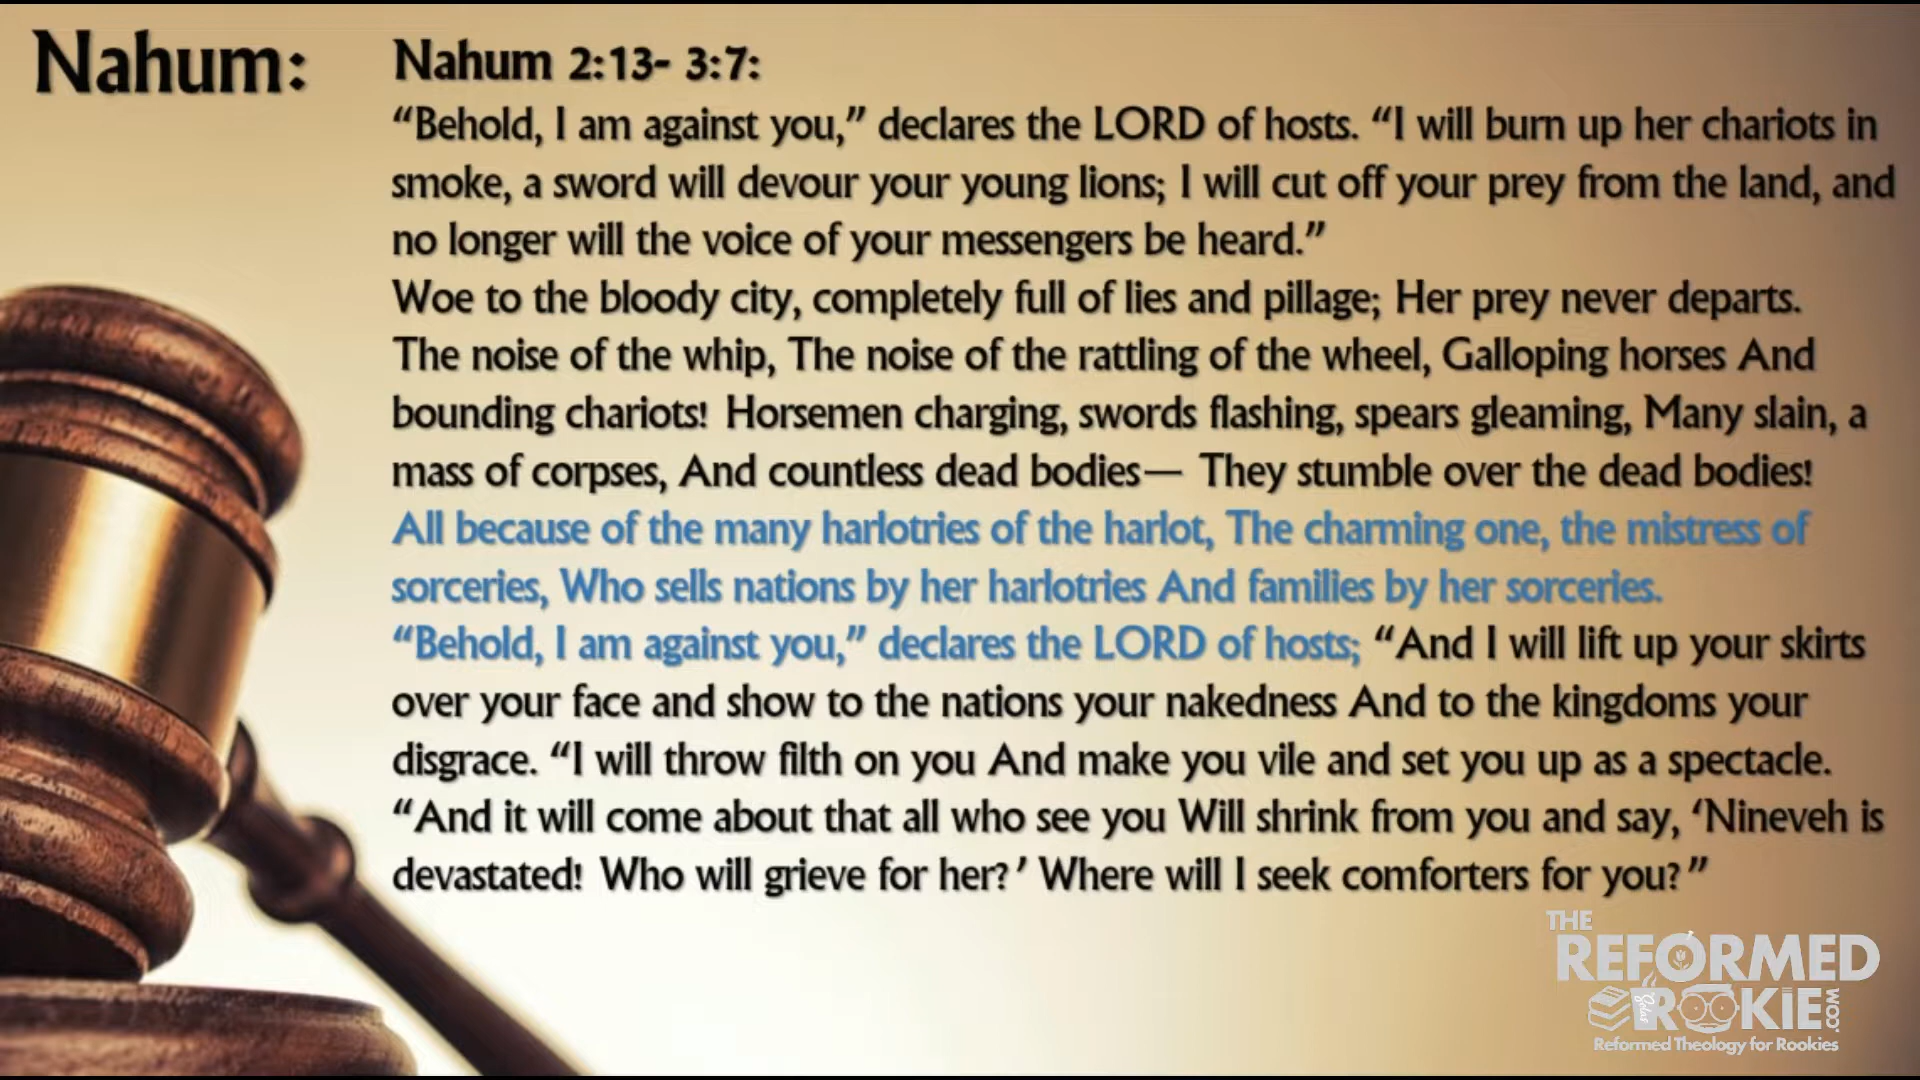 Nahum:
Nahum 2:13- 3:7:
“Behold, I am against you,” declares the LORD of hosts. “I will burn up her chariots in
smoke, a sword will devour your young lions; I will cut off your prey from the land, and
no longer will the voice of your messengers be heard.”
Woe to the bloody city, completely full of lies and pillage; Her prey never departs.
The noise of the whip, The noise of the rattling of the wheel, Galloping horses And
bounding chariots! Horsemen charging, swords flashing, spears gleaming, Many slain, a
mass of corpses, And countless dead bodies— They stumble over the dead bodies!
All because of the many harlotries of the harlot, The charming one, the mistress of
sorceries, Who sells nations by her harlotries And families by her sorceries.
“Behold, I am against you,” declares the LORD of hosts; “And I will lift up your skirts
over your face and show to the nations your nakedness And to the kingdoms your
disgrace. “I will throw filth on you And make you vile and set you up as a spectacle.
“And it will come about that all who see you Will shrink from you and say, ‘Nineveh is
devastated! Who will grieve for her?’ Where will I seek comforters for you?”
THE
REFORMED
Solas
ROOKIE.COM
Reformed Theology for Rookies